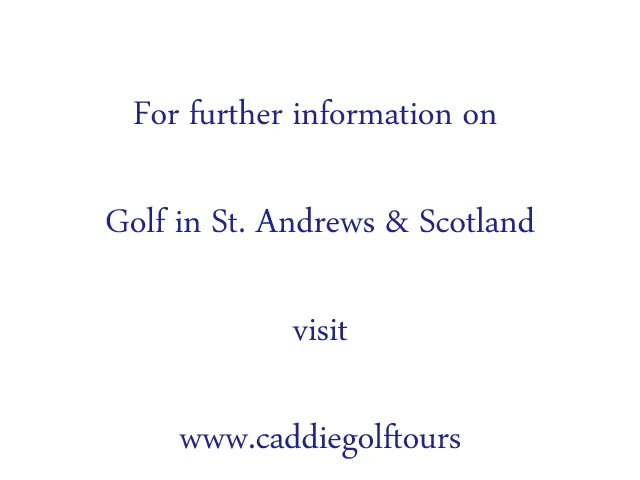 For further information on
Golf in St. Andrews & Scotland
visit
www.caddiegolftours